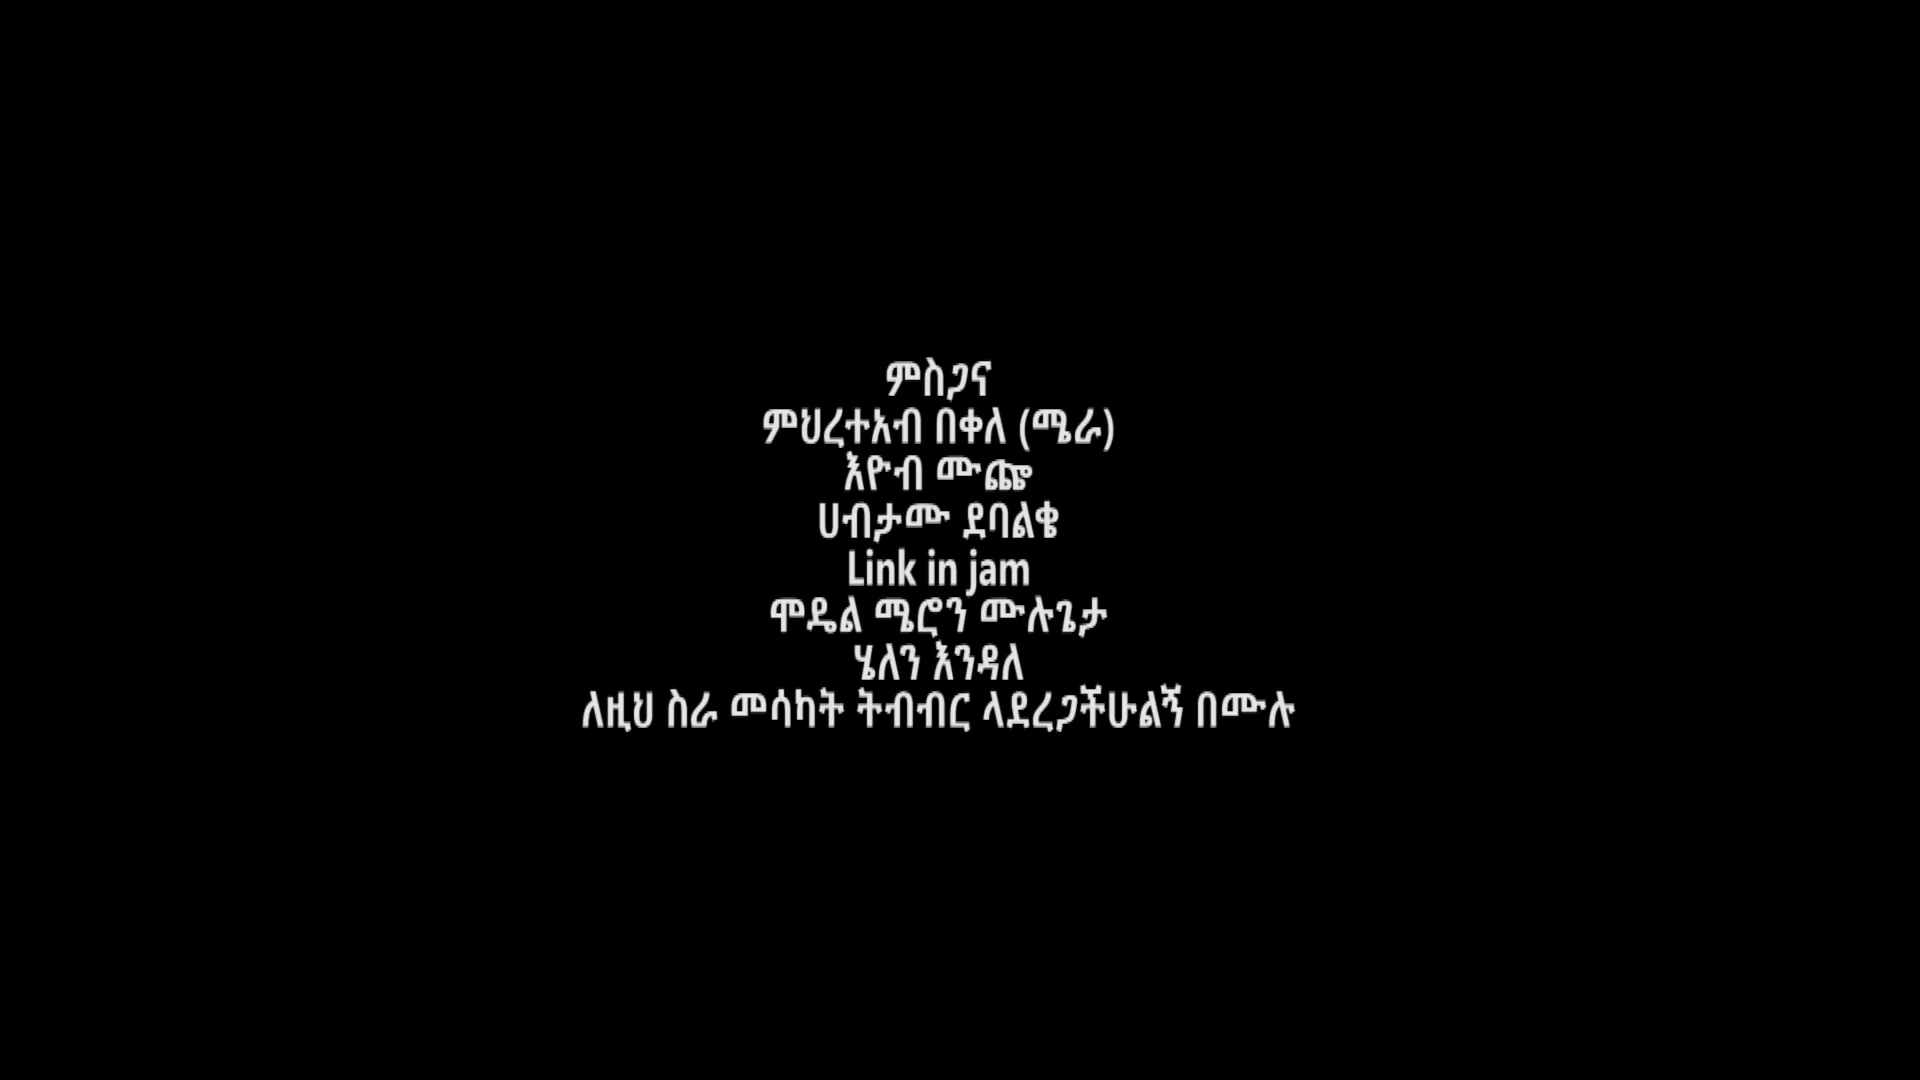 ምስጋና
ምህረተአብ በቀለ (ሜራ)
እዮብ ሙጬ
ሀብታሙ ደባልቄ
Link in jam
ሞዴል ሜሮን ሙሉጌታ
ሄለን እንዳለ
ለዚህ ስራ መሳካት ትብብር ላደረጋችሁልኝ በሙሉ